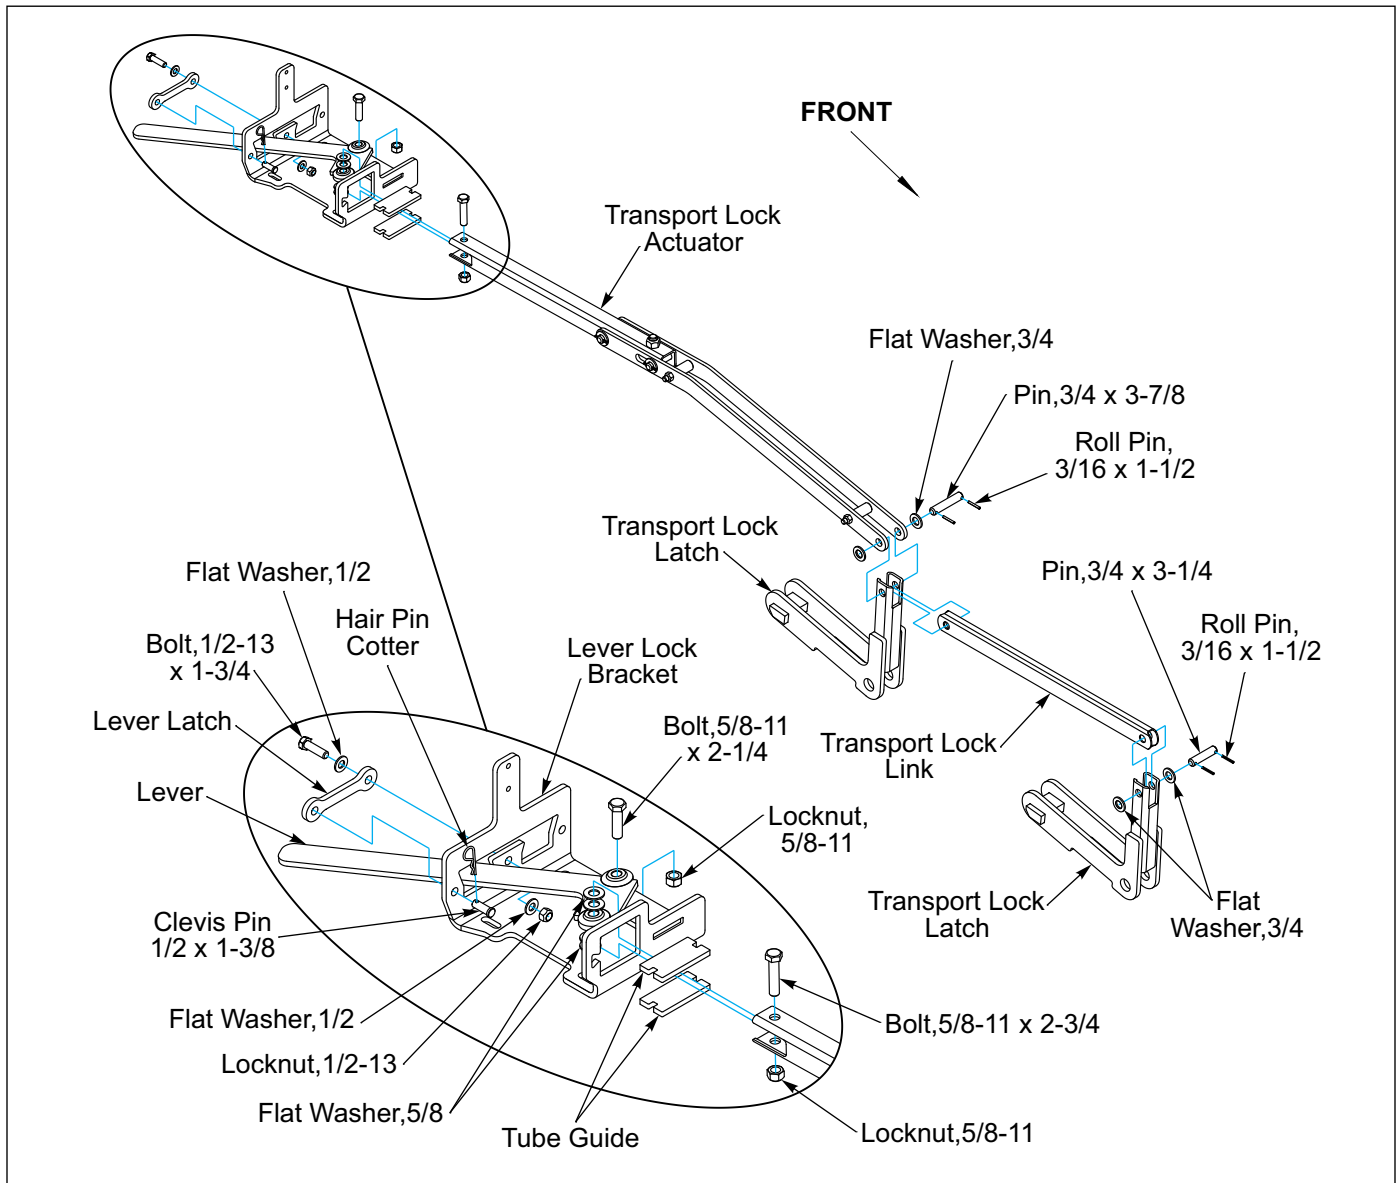 FRONT
Transport Lock
Actuator
Flat Washer,3/4
Pin,3/4 x 3-7/8
Roll Pin,
3/16 x 1-1/2
Transport Lock
Latch
Pin,3/4 x 3-1/4
Roll Pin,
3/16 x 1-1/2
Flat Washer,1/2
Hair Pin
Cotter
Bolt,1/2-13
x 1-3/4
Lever Lock
Bracket
Lever Latch
Bolt,5/8-11
x 2-1/4
Transport Lock
Link
Lever
Locknut,
5/8-11
Clevis Pin
1/2 x 1-3/8
Transport Lock
Latch
Flat
Washer,3/4
Flat Washer,1/2
Bolt,5/8-11 x 2-3/4
Locknut,1/2-13
Flat Washer,5/8
Tube Guide
Locknut,5/8-11